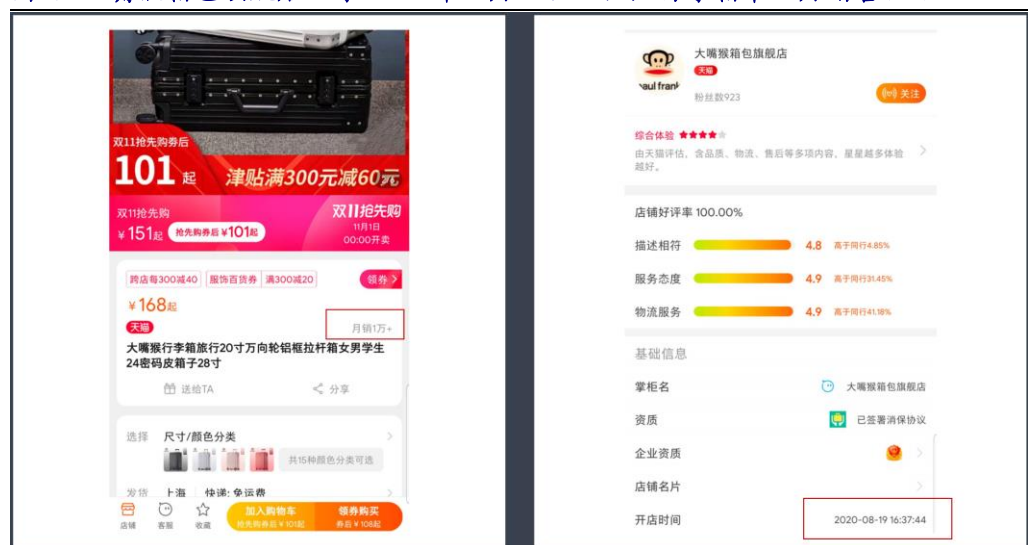 双11抢先购券后
101起
津贴满300元减60元
双11抢先购
¥151起 抢先购券后¥101起
双11抢先购
11月1日
00:00开卖
跨店每300减40 服饰百货券 满300减20 领券
¥168起
天猫
月销1万+
大嘴猴行李箱旅行20寸万向轮铝框拉杆箱女男学生
24密码皮箱子28寸
送给TA 分享
选择 尺寸/颜色分类
共15种颜色分类可选
发货 上海 快递: 免运费
店铺 客服 收藏
加入购物车
抢先购券后¥101起
领券购买
券后¥108起
大嘴猴箱包旗舰店
天猫
paul frank
粉丝数923
关注
综合体验
由天猫评估，含品质、物流、售后等多项内容，星星越多体验
越好。
店铺好评率 100.00%
描述相符 4.8 高于同行4.85%
服务态度 4.9 高于同行31.45%
物流服务 4.9 高于同行41.18%
基础信息
掌柜名 大嘴猴箱包旗舰店
资质 已签署消保协议
企业资质
店铺名片
开店时间 2020-08-19 16:37:44